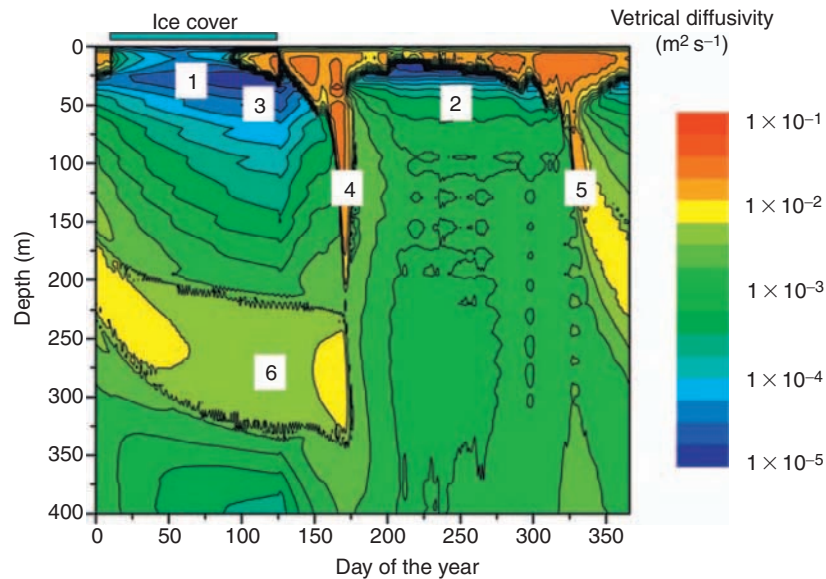 Ice cover
Vetrical diffusivity
(m² s⁻¹)
0
50
100
150
200
250
300
350
400
Depth (m)
1
3
2
4
5
6
0 50 100 150 200 250 300 350
Day of the year
1 × 10⁻¹
1 × 10⁻²
1 × 10⁻³
1 × 10⁻⁴
1 × 10⁻⁵